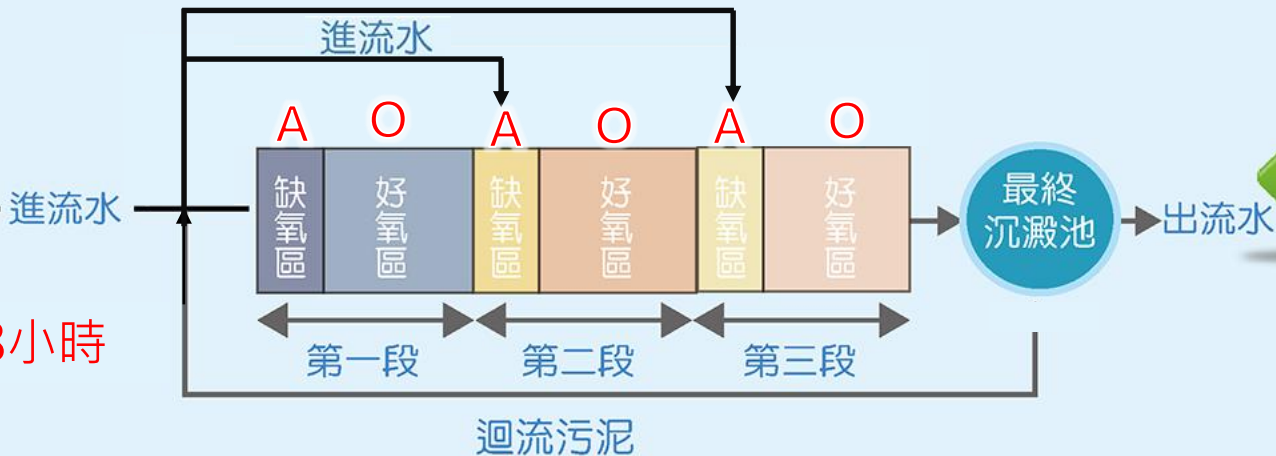 進流水
A
O
A
O
A
O
進流水
缺氧區
好氧區
缺氧區
好氧區
缺氧區
好氧區
最終
沉澱池
出流水
小時
第一段
第二段
第三段
迴流污泥